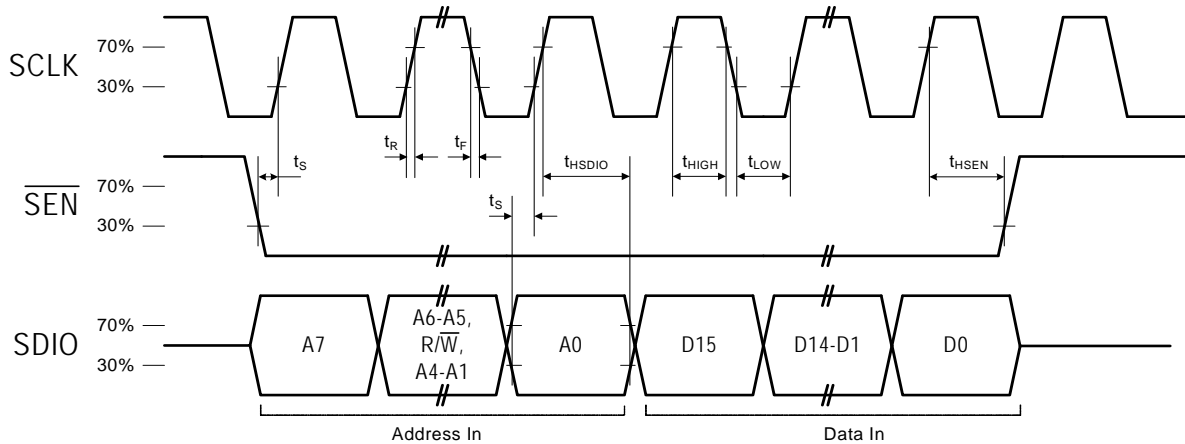 SCLK
70%
30%
tS
tR
tF
tHSDIO
tHIGH
tLOW
tHSEN
SEN
70%
30%
tS
SDIO
70%
30%
A7
A6-A5,
R/W,
A4-A1
A0
D15
D14-D1
D0
Address In
Data In